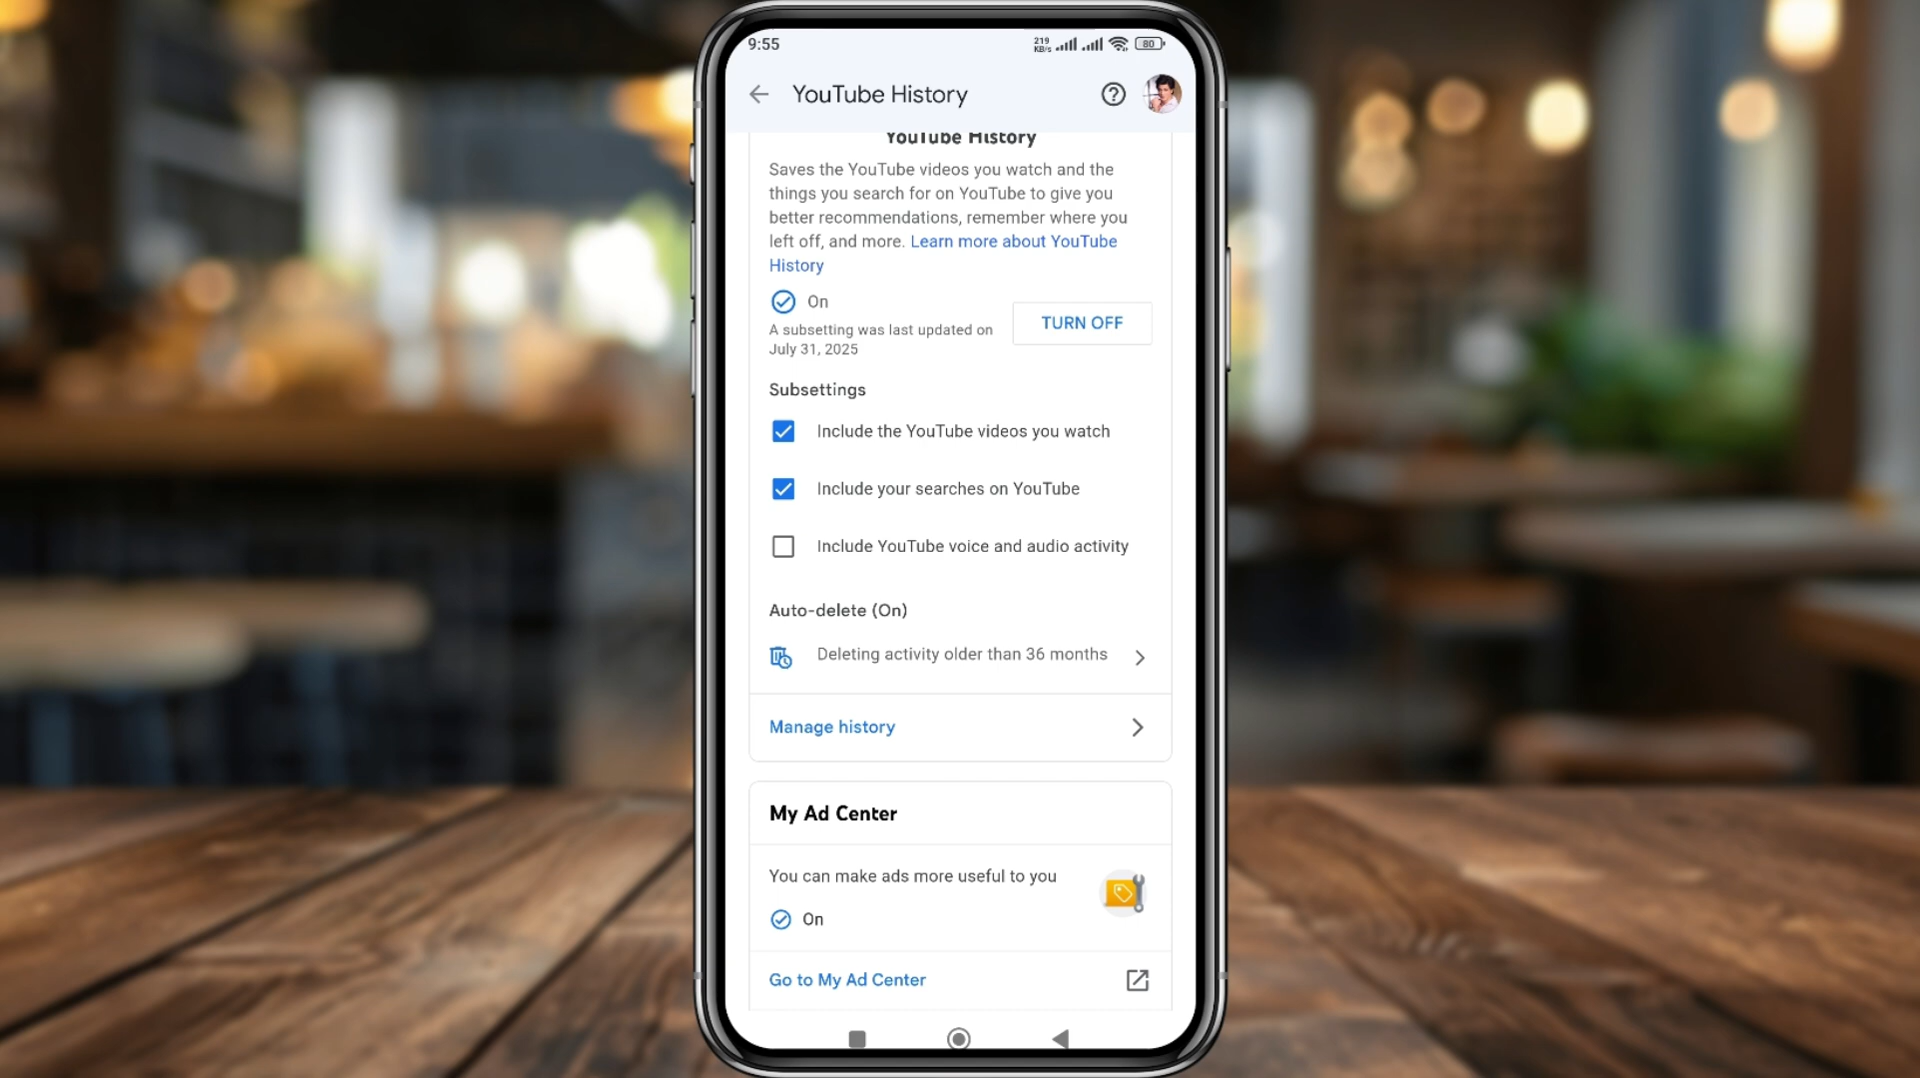 9:55
219
KB/s
80
YouTube History
YouTube History
Saves the YouTube videos you watch and the
things you search for on YouTube to give you
better recommendations, remember where you
left off, and more. Learn more about YouTube
History
On
A subsetting was last updated on
July 31, 2025
TURN OFF
Subsettings
Include the YouTube videos you watch
Include your searches on YouTube
Include YouTube voice and audio activity
Auto-delete (On)
Deleting activity older than 36 months
Manage history
My Ad Center
You can make ads more useful to you
On
Go to My Ad Center